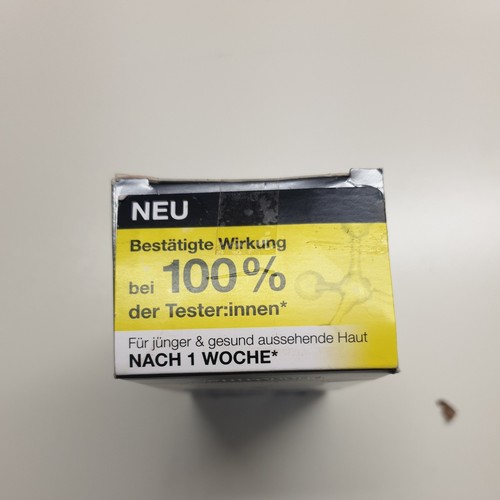 NEU
Bestätigte Wirkung
bei 100 %
der Tester:innen*
Für jünger & gesund aussehende Haut
NACH 1 WOCHE*